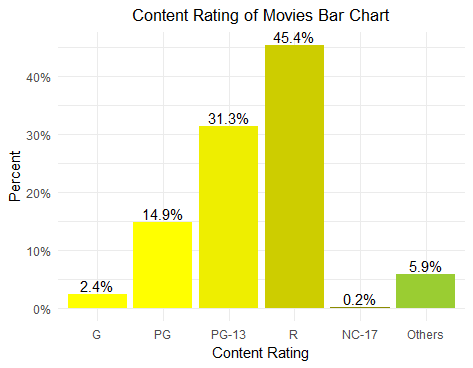 Content Rating of Movies Bar Chart
45.4%
40%
31.3%
30%
Percent
20%
14.9%
10%
5.9%
2.4%
0.2%
0%
G PG PG-13 R NC-17 Others
Content Rating